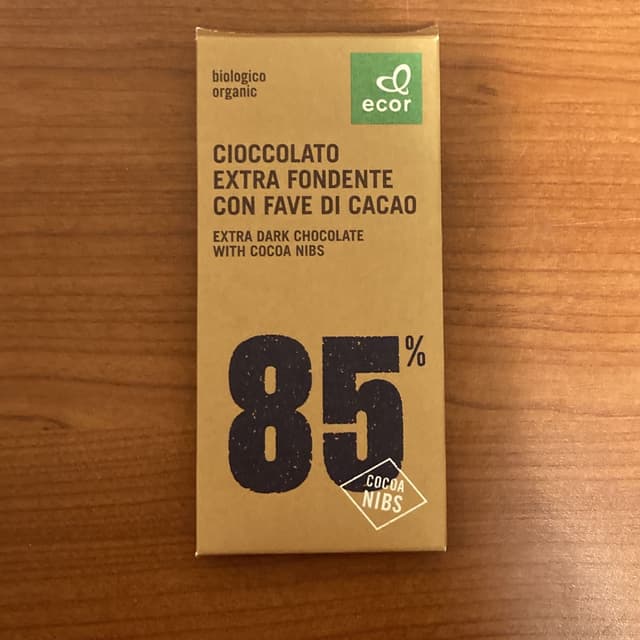 biologico
organic
ecor
CIOCCOLATO
EXTRA FONDENTE
CON FAVE DI CACAO
EXTRA DARK CHOCOLATE
WITH COCOA NIBS
85%
COCOA
NIBS